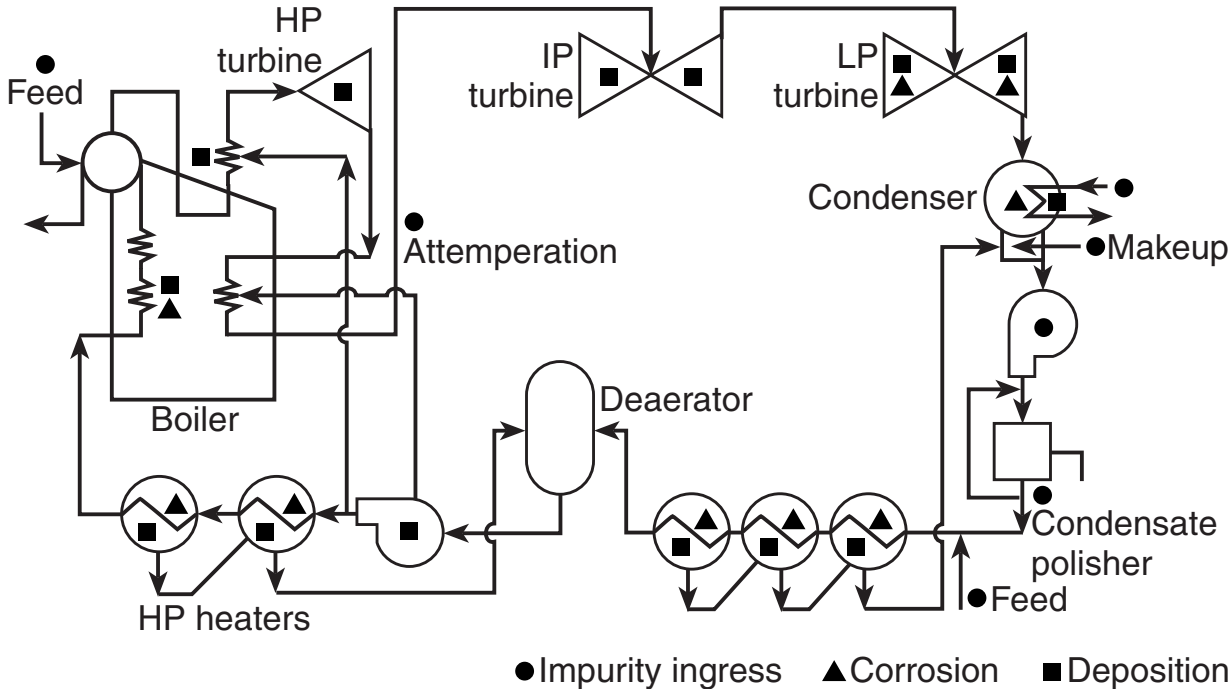 HP
turbine
Feed
IP
turbine
LP
turbine
Condenser
Attemperation
Makeup
Boiler
Deaerator
Condensate
polisher
Feed
HP heaters
Impurity ingress
Corrosion
Deposition